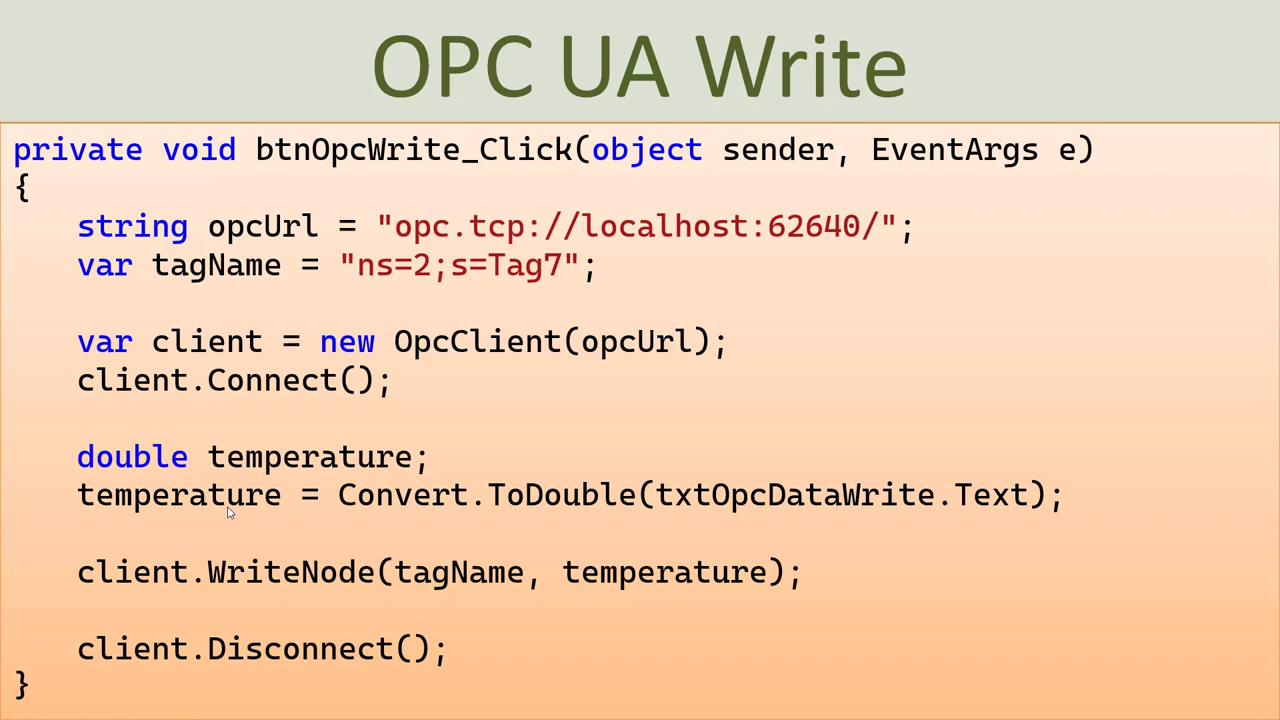 OPC UA Write
private void btnOpcWrite_Click(object sender, EventArgs e)
{
string opcUrl = "opc.tcp://localhost:62640/";
var tagName = "ns=2;s=Tag7";
var client = new OpcClient(opcUrl);
client.Connect();
double temperature;
temperature = Convert.ToDouble(txtOpcDataWrite.Text);
client.WriteNode(tagName, temperature);
client.Disconnect();
}